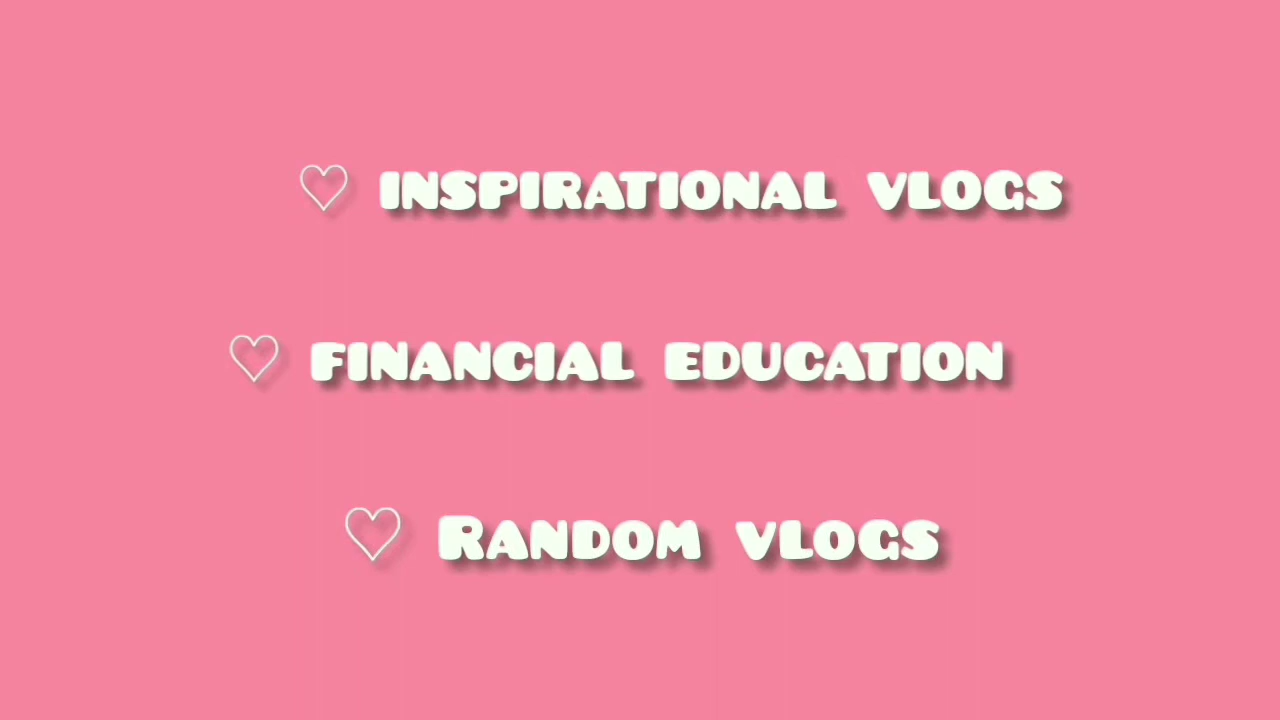 ♡ INSPIRATIONAL VLOGS
♡ FINANCIAL EDUCATION
♡ RANDOM VLOGS